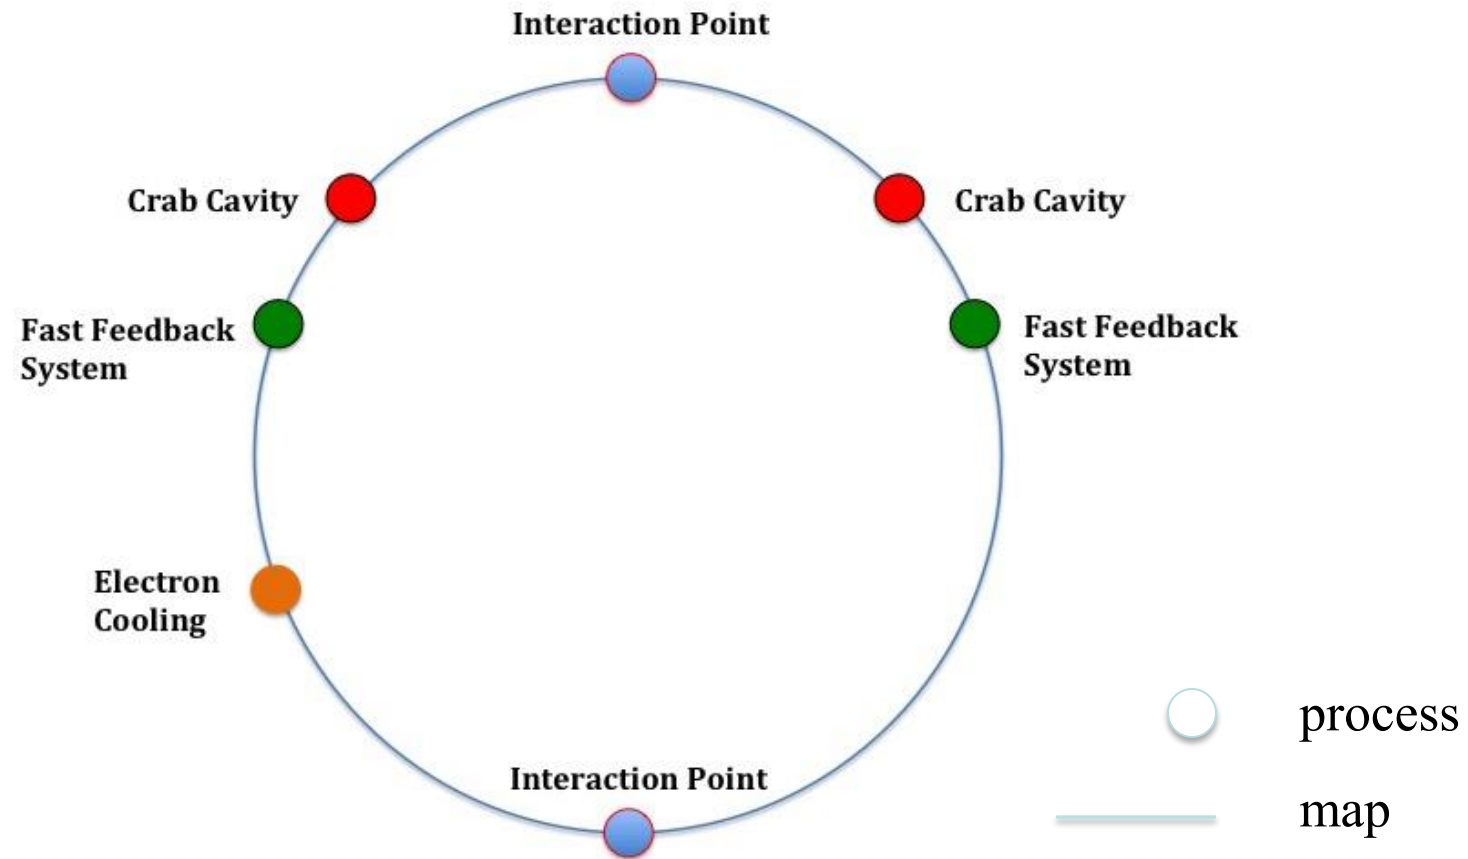 Interaction Point
Crab Cavity
Crab Cavity
Fast Feedback
System
Fast Feedback
System
Electron
Cooling
process
Interaction Point
map